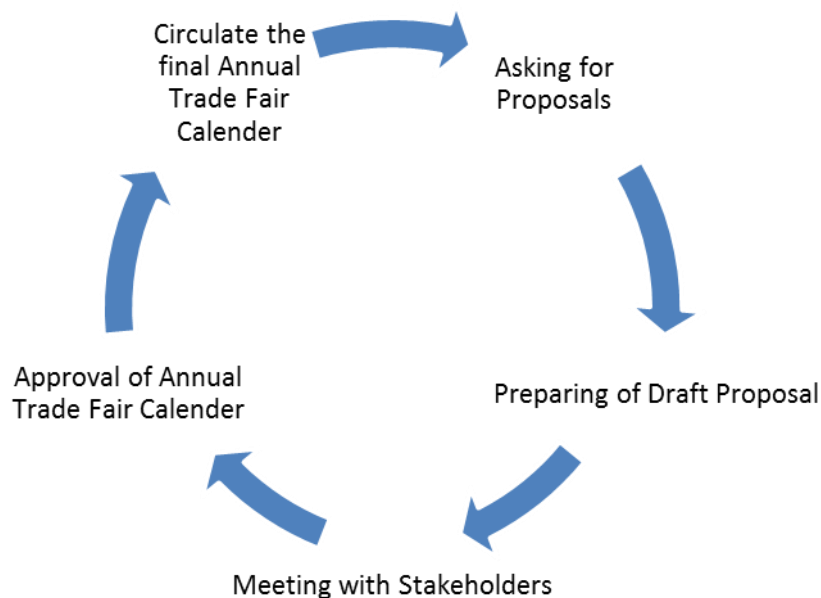 Circulate the
final Annual
Trade Fair
Calender
Asking for
Proposals
Preparing of Draft Proposal
Meeting with Stakeholders
Approval of Annual
Trade Fair Calender